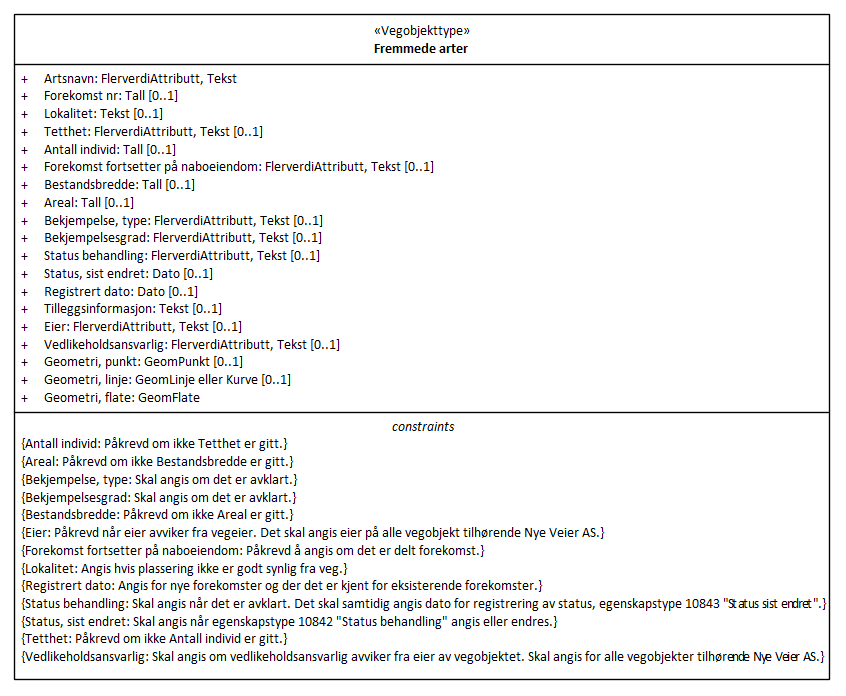 «Vegobjekttype»
Fremmede arter
+ Artsnavn: FlerverdiAttributt, Tekst
+ Forekomst nr: Tall [0..1]
+ Lokalitet: Tekst [0..1]
+ Tetthet: FlerverdiAttributt, Tekst [0..1]
+ Antall individ: Tall [0..1]
+ Forekomst fortsetter på naboeiendom: FlerverdiAttributt, Tekst [0..1]
+ Bestandsbredde: Tall [0..1]
+ Areal: Tall [0..1]
+ Bekjempelse, type: FlerverdiAttributt, Tekst [0..1]
+ Bekjempelsesgrad: FlerverdiAttributt, Tekst [0..1]
+ Status behandling: FlerverdiAttributt, Tekst [0..1]
+ Status, sist endret: Dato [0..1]
+ Registrert dato: Dato [0..1]
+ Tilleggsinformasjon: Tekst [0..1]
+ Eier: FlerverdiAttributt, Tekst [0..1]
+ Vedlikeholdsansvarlig: FlerverdiAttributt, Tekst [0..1]
+ Geometri, punkt: GeomPunkt [0..1]
+ Geometri, linje: GeomLinje eller Kurve [0..1]
+ Geometri, flate: GeomFlate
constraints
{Antall individ: Påkrevd om ikke Tetthet er gitt.}
{Areal: Påkrevd om ikke Bestandsbredde er gitt.}
{Bekjempelse, type: Skal angis om det er avklart.}
{Bekjempelsesgrad: Skal angis om det er avklart.}
{Bestandsbredde: Påkrevd om ikke Areal er gitt.}
{Eier: Påkrevd når eier avviker fra vegeier. Det skal angis eier på alle vegobjekt tilhørende Nye Veier AS.}
{Forekomst fortsetter på naboeiendom: Påkrevd å angis om det er delt forekomst.}
{Lokalitet: Angis hvis plassering ikke er godt synlig fra veg.}
{Registrert dato: Angis for nye forekomster og der det er kjent for eksisterende forekomster.}
{Status behandling: Skal angis når det er avklart. Det skal samtidig angis dato for registrering av status, egenskapstype 10843 "Status sist endret".}
{Status, sist endret: Skal angis når egenskapstype 10842 "Status behandling" angis eller endres.}
{Tetthet: Påkrevd om ikke Antall individ er gitt.}
{Vedlikeholdsansvarlig: Skal angis om vedlikeholdsansvarlig avviker fra eier av vegobjektet. Skal angis for alle vegobjekter tilhørende Nye Veier AS.}